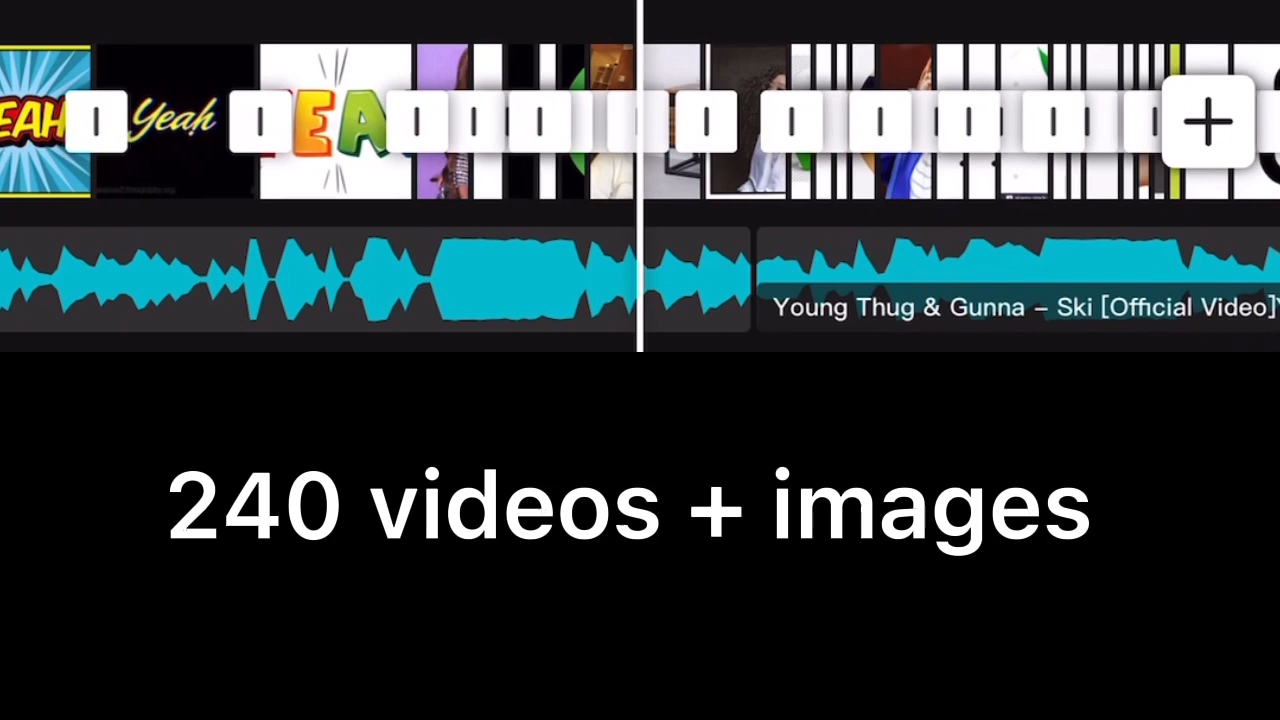 EAH
Yeah
EA
Young Thug & Gunna – Ski [Official Video]
240 videos + images